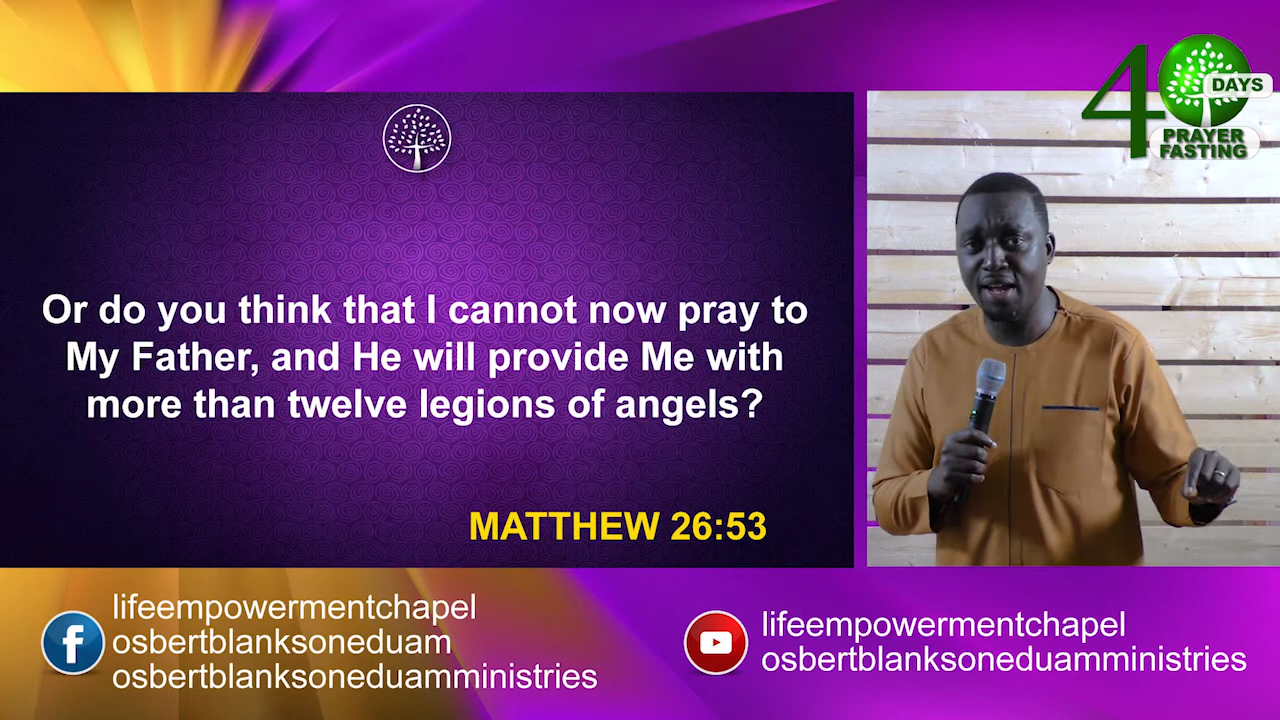 40 DAYS
PRAYER
FASTING
Or do you think that I cannot now pray to
My Father, and He will provide Me with
more than twelve legions of angels?
MATTHEW 26:53
lifeempowermentchapel
osbertblanksoneduam
osbertblanksoneduamministries
lifeempowermentchapel
osbertblanksoneduamministries